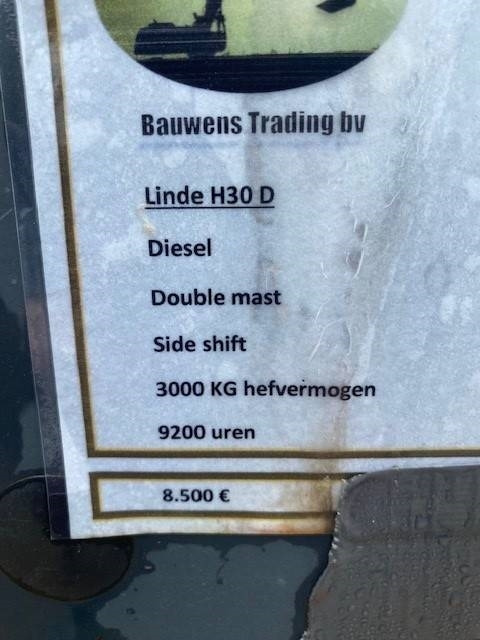 Bauwens Trading bv
Linde H30 D
Diesel
Double mast
Side shift
3000 KG hefvermogen
9200 uren
8.500 €